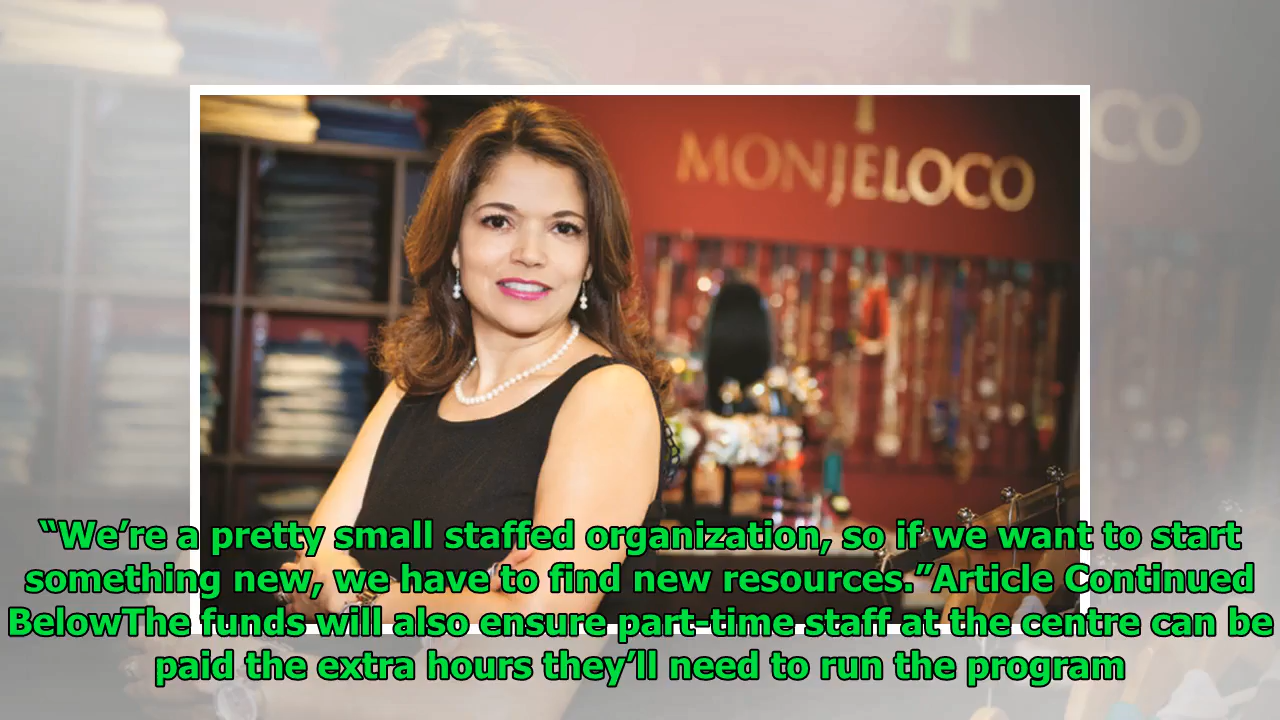 MONJELOCO
CO
“We’re a pretty small staffed organization, so if we want to start
something new, we have to find new resources.”Article Continued
BelowThe funds will also ensure part-time staff at the centre can be
paid the extra hours they’ll need to run the program